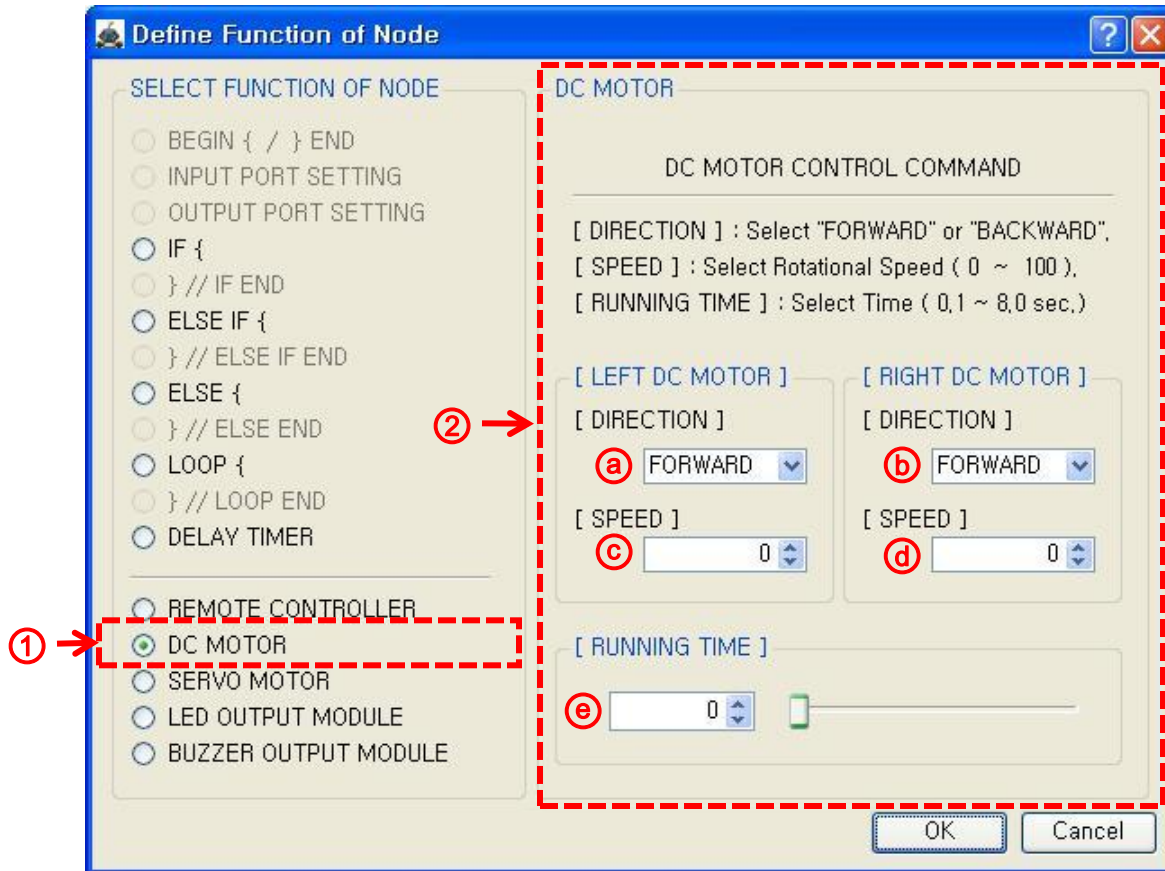 Define Function of Node
SELECT FUNCTION OF NODE
BEGIN { / } END
INPUT PORT SETTING
OUTPUT PORT SETTING
IF {
} // IF END
ELSE IF {
} // ELSE IF END
ELSE {
} // ELSE END
LOOP {
} // LOOP END
DELAY TIMER
REMOTE CONTROLLER
① DC MOTOR
SERVO MOTOR
LED OUTPUT MODULE
BUZZER OUTPUT MODULE
②
DC MOTOR
DC MOTOR CONTROL COMMAND
[ DIRECTION ] : Select "FORWARD" or "BACKWARD",
[ SPEED ] : Select Rotational Speed ( 0 ~ 100 ),
[ RUNNING TIME ] : Select Time ( 0,1 ~ 8,0 sec,)
[ LEFT DC MOTOR ]
[ DIRECTION ]
ⓐ FORWARD
[ SPEED ]
ⓒ 0
[ RIGHT DC MOTOR ]
[ DIRECTION ]
ⓑ FORWARD
[ SPEED ]
ⓓ 0
[ RUNNING TIME ]
ⓔ 0
OK
Cancel